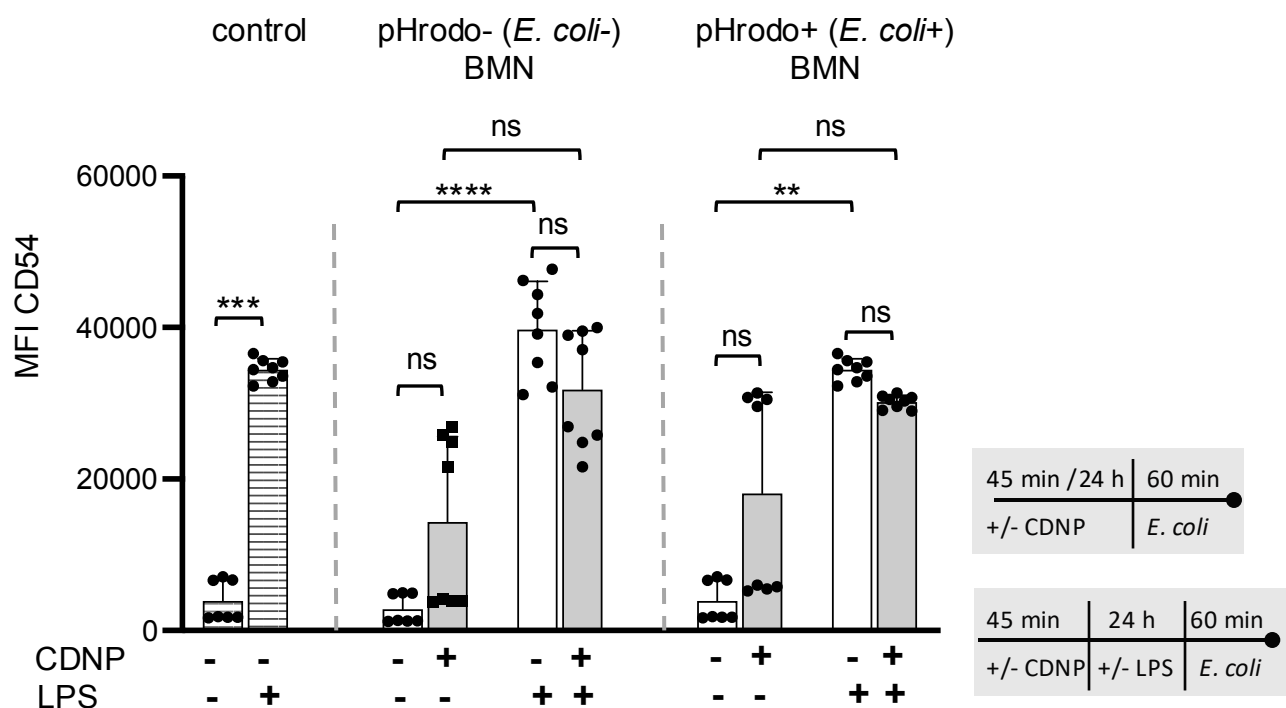 control pHrodo- (E. coli-) pHrodo+ (E. coli+)
BMN BMN
ns ns
60000
**** **
ns
*** 40000 ns
ns ns
MFI CD54
20000
0
45 min /24 h 60 min
+/- CDNP E. coli
45 min 24 h 60 min
+/- CDNP +/- LPS E. coli
CDNP - - - + - + - + - +
LPS - + - - + + - - + +